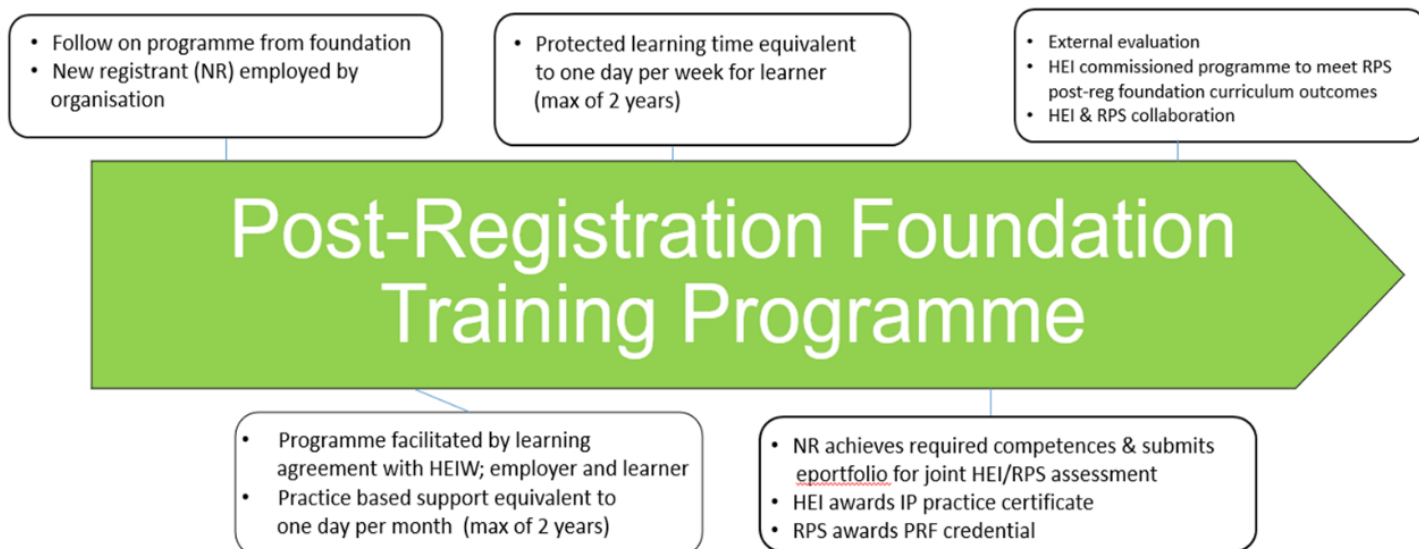 • Follow on programme from foundation
• New registrant (NR) employed by
organisation
• Protected learning time equivalent
to one day per week for learner
(max of 2 years)
• External evaluation
• HEI commissioned programme to meet RPS
post-reg foundation curriculum outcomes
• HEI & RPS collaboration
Post-Registration Foundation
Training Programme
• Programme facilitated by learning
agreement with HEIW; employer and learner
• Practice based support equivalent to
one day per month (max of 2 years)
• NR achieves required competences & submits
eportfolio for joint HEI/RPS assessment
• HEI awards IP practice certificate
• RPS awards PRF credential